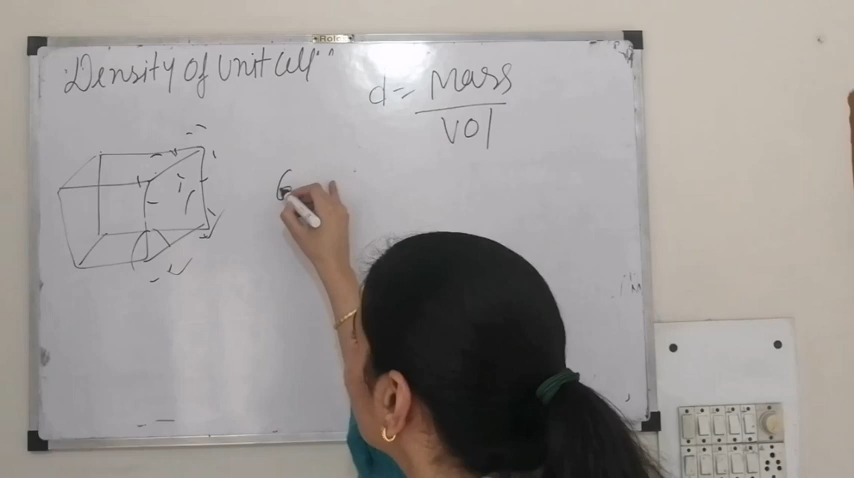 "Density of Unit Cell"
d = Mass
Vol